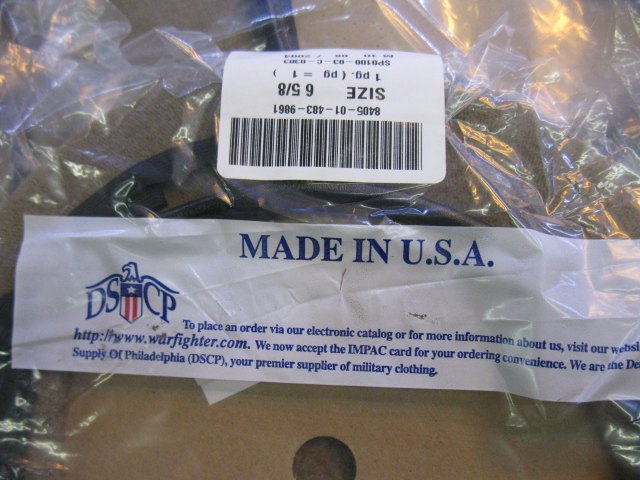 8405-01-483-9861
SIZE 6 5/8
1 pg. ( pg = 1 )
SP0100-03-C-0303
MADE IN U.S.A.
DSCP
To place an order via our electronic catalog or for more information about us, visit our websi
http://www.warfighter.com. We now accept the IMPAC card for your ordering convenience. We are the De
Supply Of Philadelphia (DSCP), your premier supplier of military clothing.